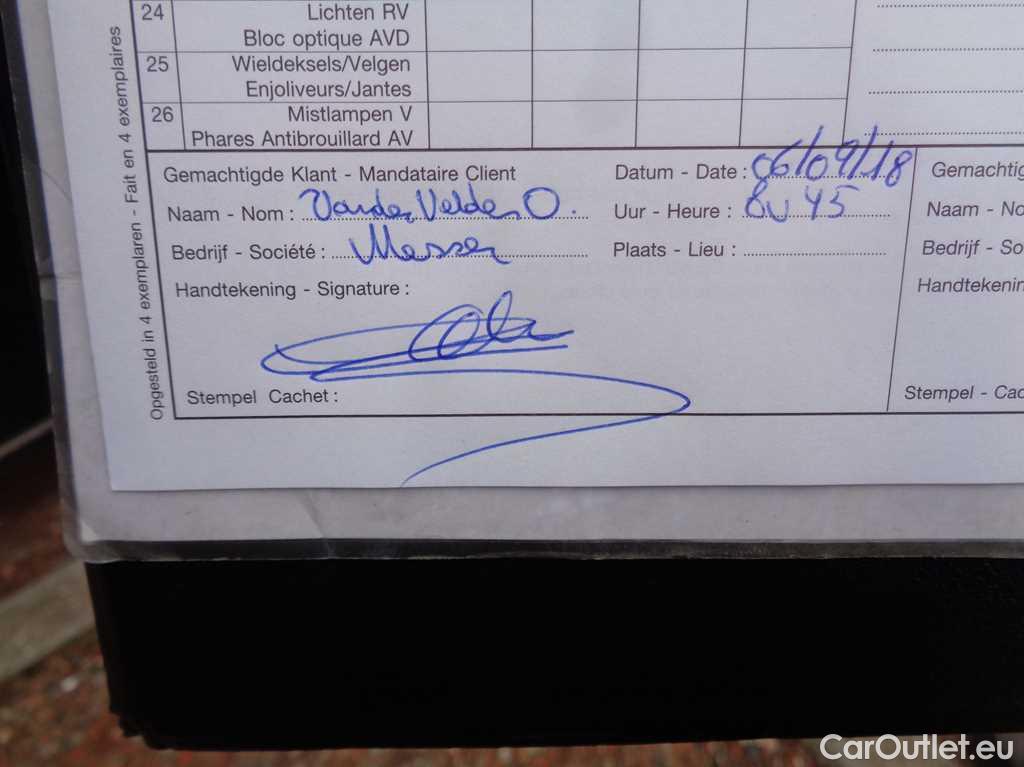 24 Lichten RV
Bloc optique AVD
25 Wieldeksels/Velgen
Enjoliveurs/Jantes
26 Mistlampen V
Phares Antibrouillard AV
Opgesteld in 4 exemplaren - Fait en 4 exemplaires
Gemachtigde Klant - Mandataire Client
Naam - Nom : Vander Velden O.
Bedrijf - Société : Messer
Handtekening - Signature :
Stempel Cachet :
Datum - Date : 06/09/18
Uur - Heure : 8u45
Plaats - Lieu :
Gemachtig
Naam - No
Bedrijf - So
Handtekenin
Stempel - Cac
CarOutlet.eu